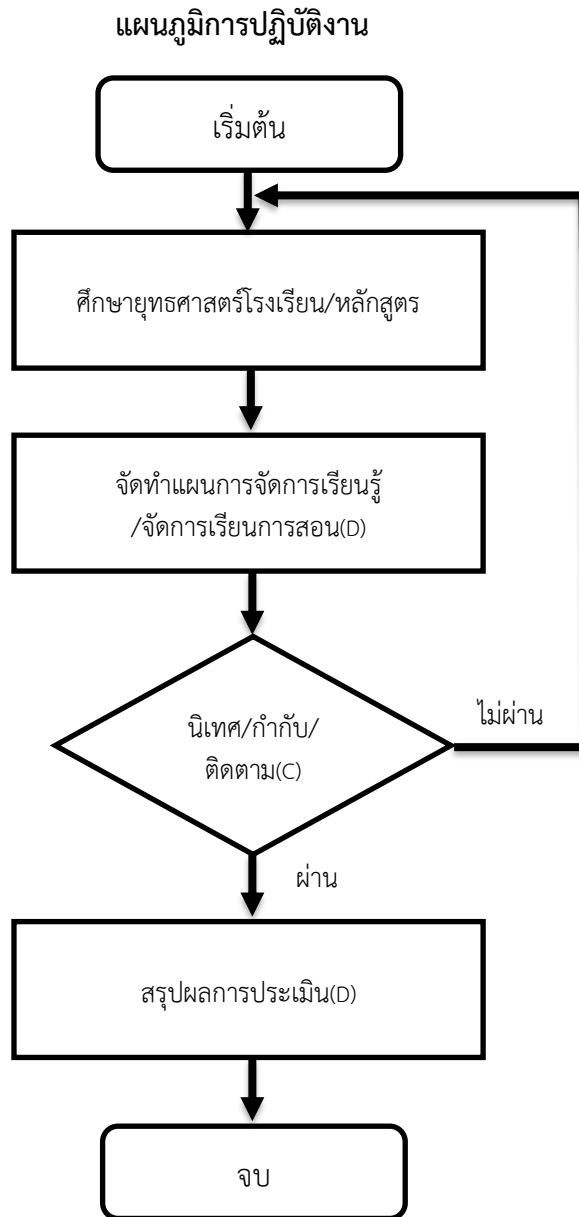 แผนภูมิการปฏิบัติงาน
เริ่มต้น
ศึกษายุทธศาสตร์โรงเรียน/หลักสูตร
จัดทำแผนการจัดการเรียนรู้
/จัดการเรียนการสอน(D)
นิเทศ/กำกับ/
ติดตาม(C)
ไม่ผ่าน
ผ่าน
สรุปผลการประเมิน(D)
จบ